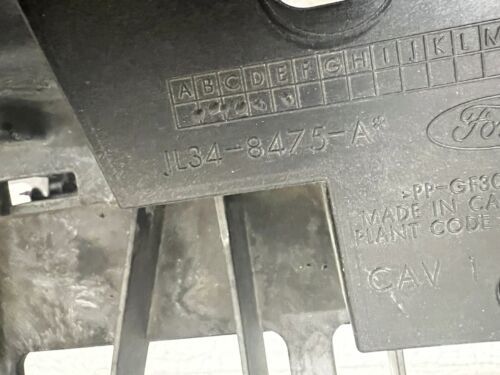 A B C D E F G H I J K L M
JL34-8475-A*
Ford
>PP-GF30
MADE IN CA
PLANT CODE
CAV 1